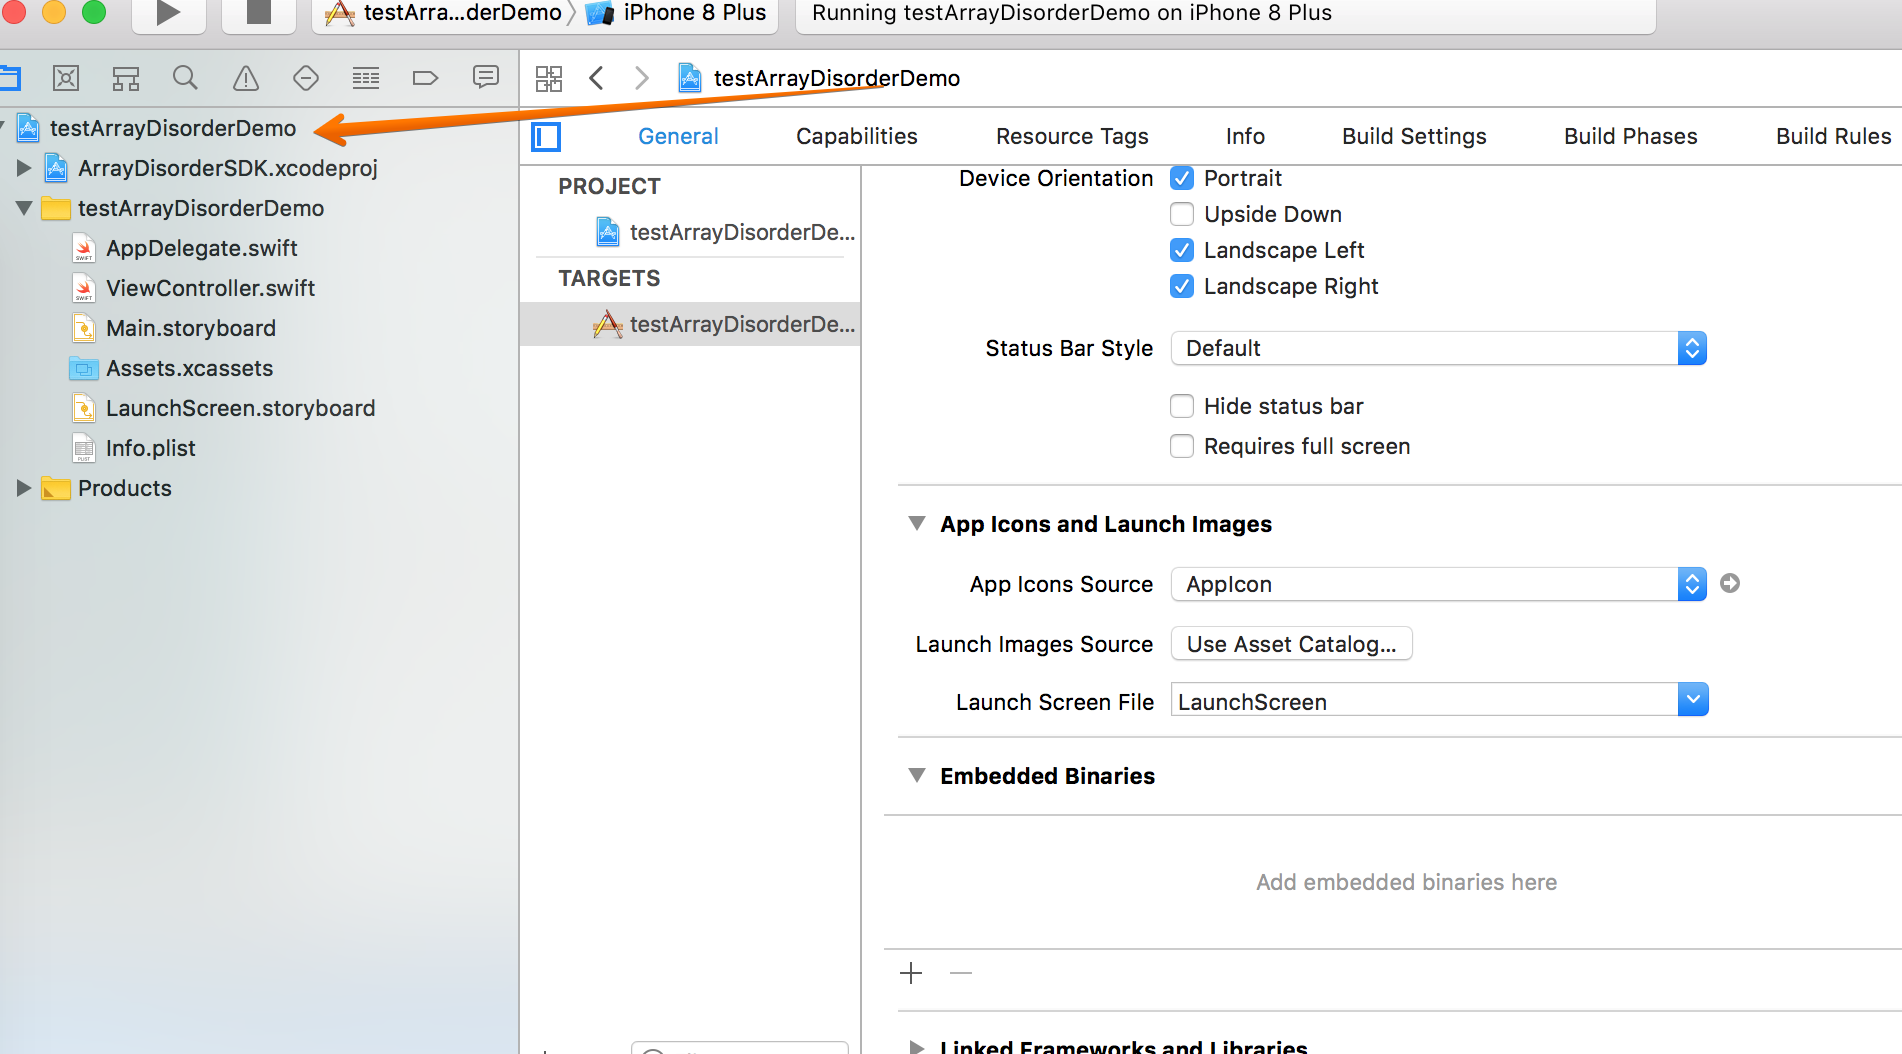 testArra...derDemo
iPhone 8 Plus
Running testArrayDisorderDemo on iPhone 8 Plus
testArrayDisorderDemo
testArrayDisorderDemo
ArrayDisorderSDK.xcodeproj
testArrayDisorderDemo
AppDelegate.swift
ViewController.swift
Main.storyboard
Assets.xcassets
LaunchScreen.storyboard
Info.plist
Products
General
Capabilities
Resource Tags
Info
Build Settings
Build Phases
Build Rules
PROJECT
testArrayDisorderDe...
TARGETS
testArrayDisorderDe...
Device Orientation
Portrait
Upside Down
Landscape Left
Landscape Right
Status Bar Style
Default
Hide status bar
Requires full screen
App Icons and Launch Images
App Icons Source
AppIcon
Launch Images Source
Use Asset Catalog...
Launch Screen File
LaunchScreen
Embedded Binaries
Add embedded binaries here
Linked Frameworks and Libraries